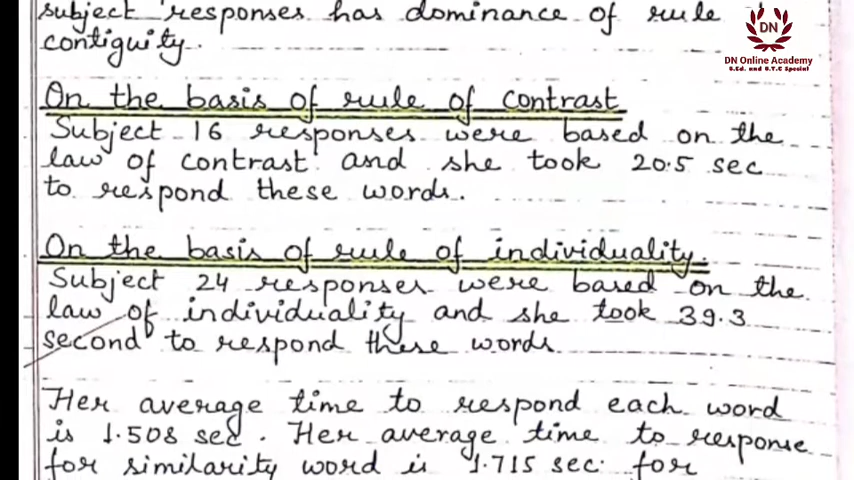 subject responses has dominance of rule
contiguity.
DN
DN Online Academy
B.Ed. and B.T.C Special
On the basis of rule of contrast
Subject 16 responses were based on the
law of contrast and she took 20.5 sec
to respond these words.
On the basis of rule of individuality.
Subject 24 responses were based on the
law of individuality and she took 39.3
second to respond these words
Her average time to respond each word
is 1.508 sec. Her average time to response
for similarity word is 1.715 sec. for